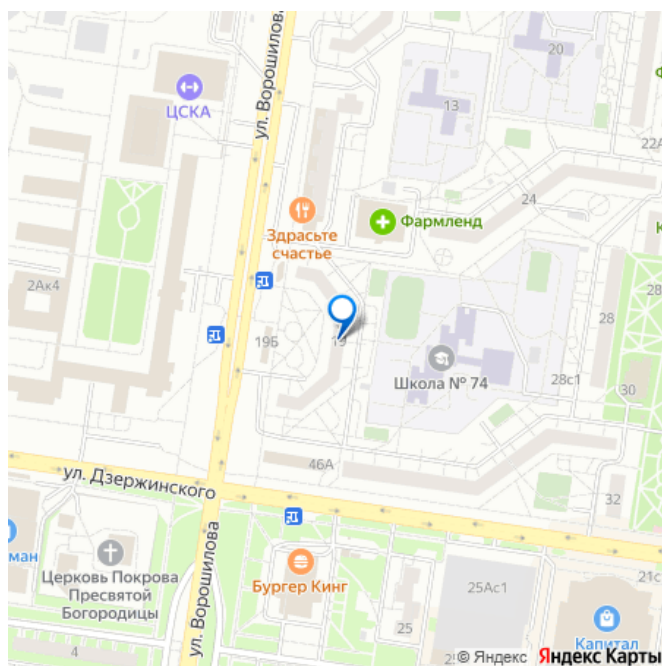 ул. Ворошилова
20
ЦСКА
13
22А
24
Здрасьте
счастье
Фармленд
2Ак4
19Б
19
28
Школа № 74
28с1
30
46А
ул. Дзержинского
32
ман
Церковь Покрова
Пресвятой
Богородицы
ул. Ворошилова
Бургер Кинг
25Ас1
21с
25
4
Капитал
© Яндекс Яндекс Карты